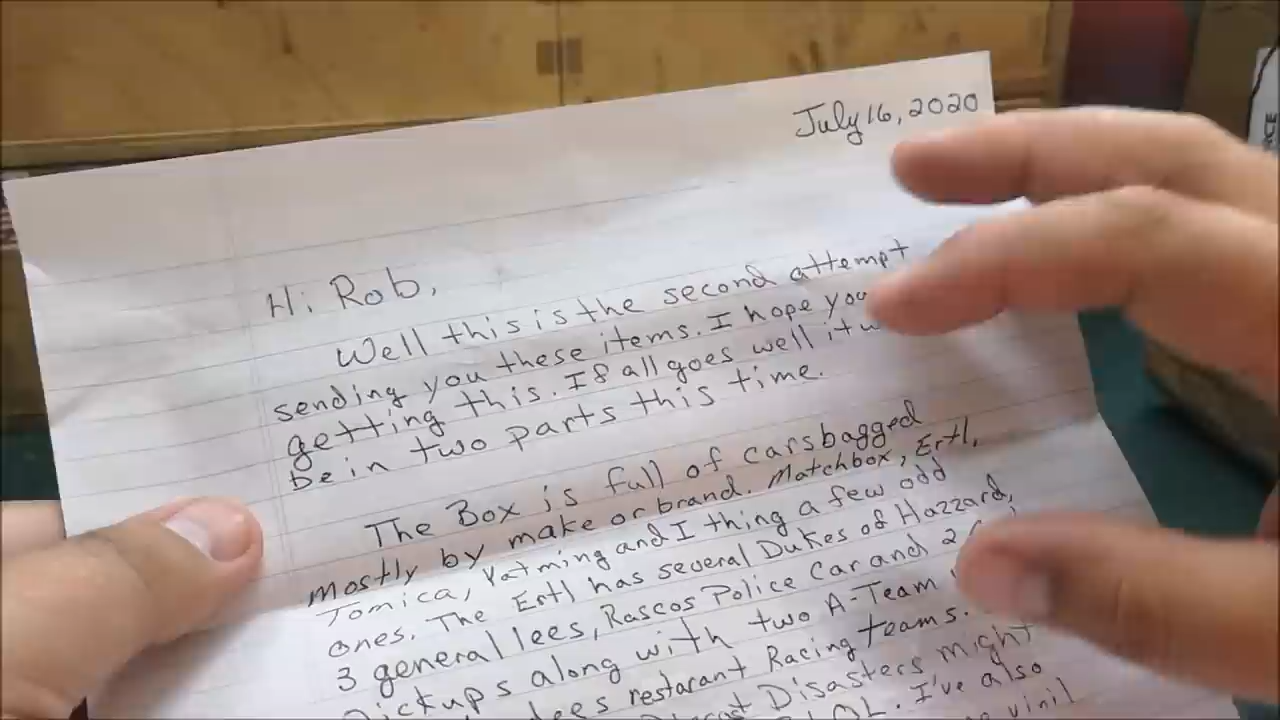 July 16, 2020
Hi Rob,
Well this is the second attempt
sending you these items. I hope you
getting this. If all goes well it
be in two parts this time.
The Box is full of cars bagged
mostly by make or brand. Matchbox, Ertl,
Tomica, Yatming and I thing a few odd
ones. The Ertl has several Dukes of Hazzard,
3 general lees, Rascos Police Car and 2
Pickups along with two A-Team
restarant Racing teams.
Disasters might
LOL. I've also
vinil